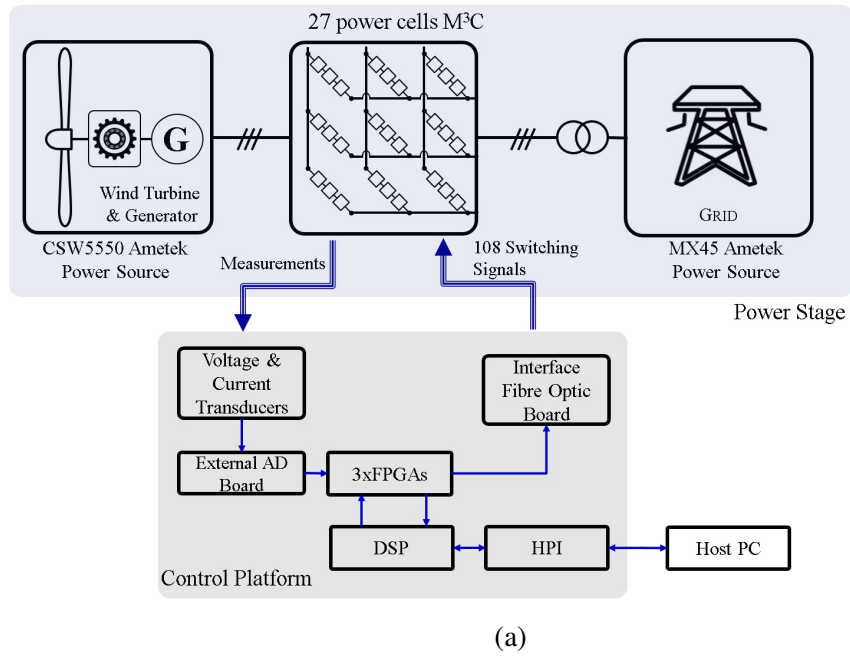 27 power cells M³C
G
Wind Turbine
& Generator
GRID
CSW5550 Ametek
Power Source
MX45 Ametek
Power Source
Measurements
108 Switching
Signals
Power Stage
Voltage &
Current
Transducers
Interface
Fibre Optic
Board
External AD
Board
3xFPGAs
DSP
HPI
Host PC
Control Platform
(a)